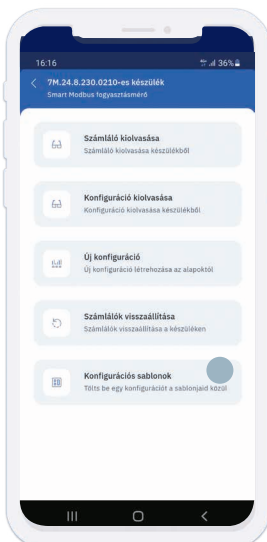 16:16
36%
7M.24.8.230.0210-es készülék
Smart Modbus fogyasztásmérő
Számláló kiolvasása
Számláló kiolvasása készülékből
Konfiguráció kiolvasása
Konfiguráció kiolvasása készülékből
Új konfiguráció
Új konfiguráció létrehozása az alapoktól
Számlálók visszaállítása
Számlálók visszaállítása a készüléken
Konfigurációs sablonok
Tölts be egy konfigurációt a sablonjaid közül